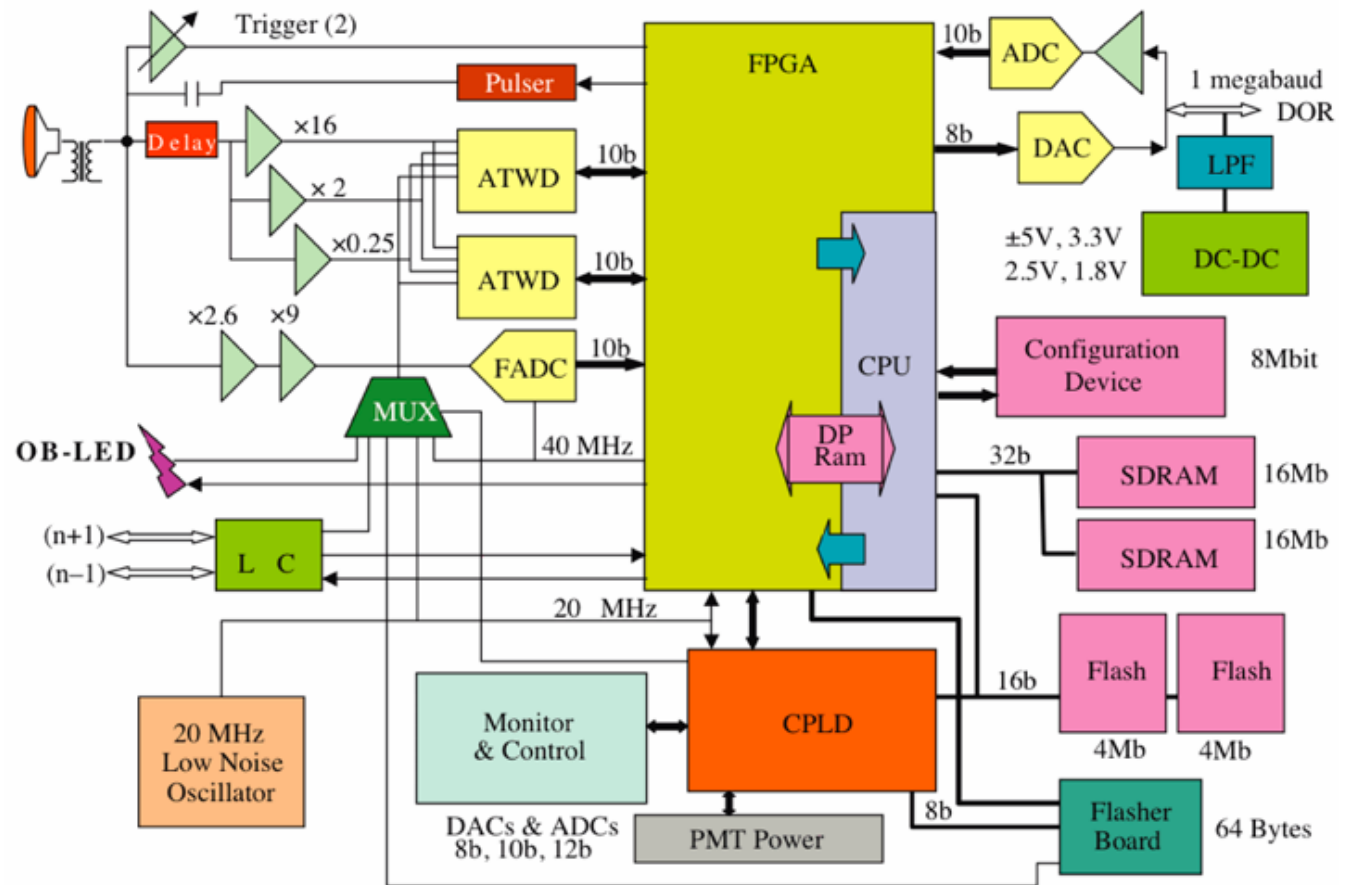 Trigger (2)
FPGA
10b
ADC
1 megabaud
DOR
Pulser
×16
Delay
ATWD
10b
8b
DAC
LPF
× 2
×0.25
ATWD
10b
±5V, 3.3V
2.5V, 1.8V
DC-DC
×2.6
×9
FADC
10b
CPU
Configuration
Device
8Mbit
MUX
OB-LED
40 MHz
DP
Ram
32b
SDRAM
16Mb
SDRAM
16Mb
(n+1)
(n–1)
L C
20 MHz
20 MHz
Low Noise
Oscillator
Monitor
& Control
CPLD
16b
Flash
Flash
4Mb
4Mb
DACs & ADCs
8b, 10b, 12b
PMT Power
8b
Flasher
Board
64 Bytes